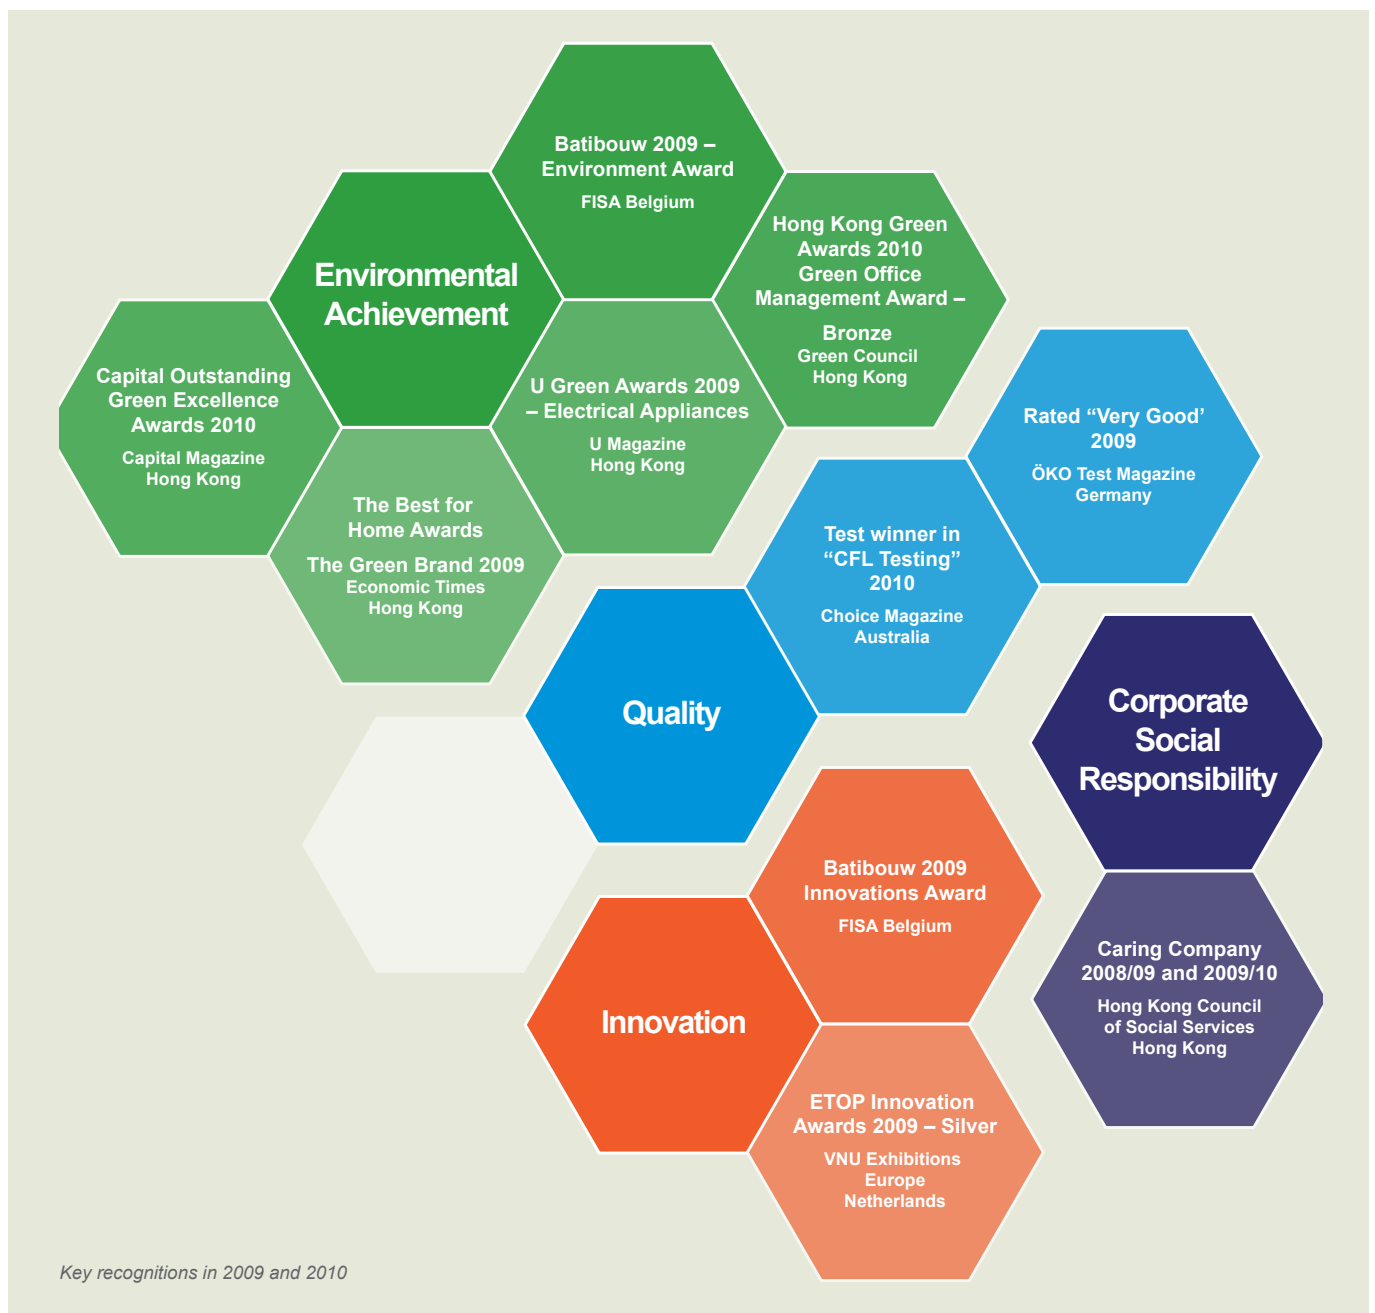 Batibouw 2009 –
Environment Award
FISA Belgium
Environmental
Achievement
Hong Kong Green
Awards 2010
Green Office
Management Award –
Bronze
Green Council
Hong Kong
Capital Outstanding
Green Excellence
Awards 2010
Capital Magazine
Hong Kong
U Green Awards 2009
– Electrical Appliances
U Magazine
Hong Kong
The Best for
Home Awards
The Green Brand 2009
Economic Times
Hong Kong
Rated “Very Good’
2009
ÖKO Test Magazine
Germany
Test winner in
“CFL Testing”
2010
Choice Magazine
Australia
Quality
Corporate
Social
Responsibility
Caring Company
2008/09 and 2009/10
Hong Kong Council
of Social Services
Hong Kong
Batibouw 2009
Innovations Award
FISA Belgium
Innovation
ETOP Innovation
Awards 2009 – Silver
VNU Exhibitions
Europe
Netherlands
Key recognitions in 2009 and 2010